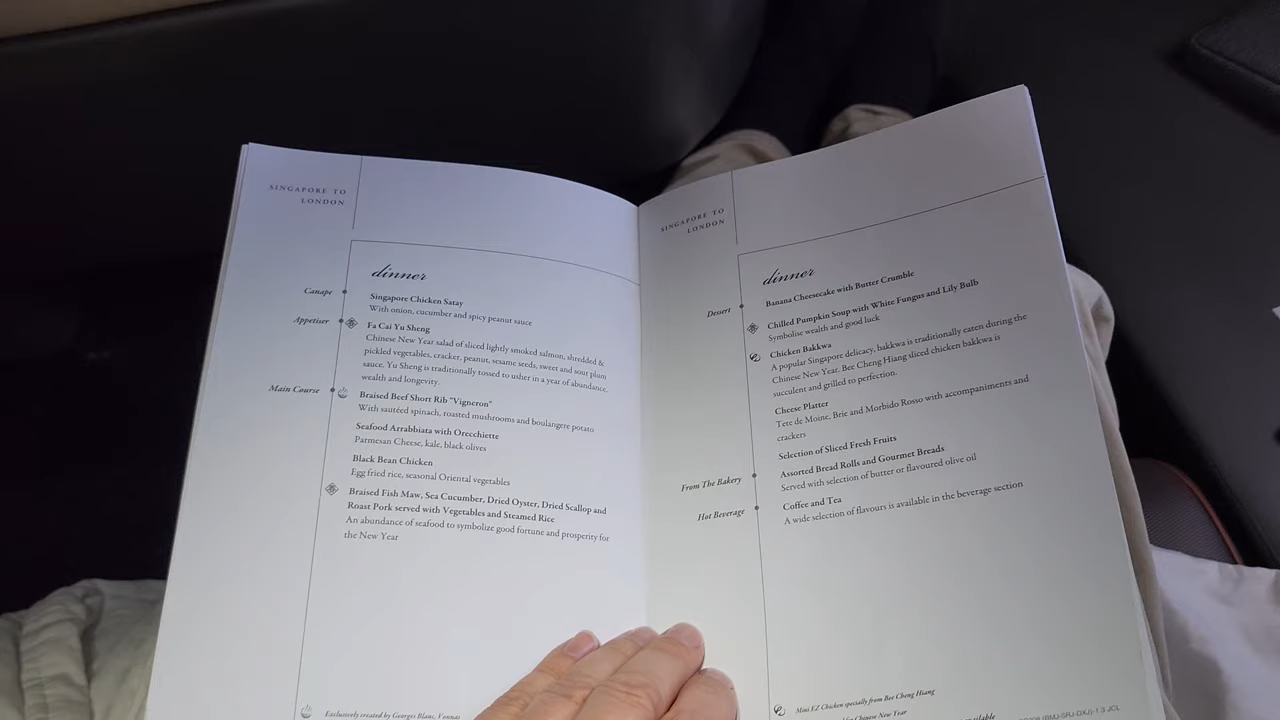 SINGAPORE TO
LONDON
dinner
Canape
Singapore Chicken Satay
With onion, cucumber and spicy peanut sauce
Appetiser
Fa Cai Yu Sheng
Chinese New Year salad of sliced lightly smoked salmon, shredded &
pickled vegetables, cracker, peanut, sesame seeds, sweet and sour plum
sauce. Yu Sheng is traditionally tossed to usher in a year of abundance,
wealth and longevity.
Main Course
Braised Beef Short Rib "Vigneron"
With sautéed spinach, roasted mushrooms and boulangere potato
Seafood Arrabbiata with Orecchiette
Parmesan Cheese, kale, black olives
Black Bean Chicken
Egg fried rice, seasonal Oriental vegetables
Braised Fish Maw, Sea Cucumber, Dried Oyster, Dried Scallop and
Roast Pork served with Vegetables and Steamed Rice
An abundance of seafood to symbolize good fortune and prosperity for
the New Year
Exclusively created by Georges Blanc, Vonnas
SINGAPORE TO
LONDON
dinner
Dessert
Banana Cheesecake with Butter Crumble
Chilled Pumpkin Soup with White Fungus and Lily Bulb
Symbolise wealth and good luck
Chicken Bakkwa
A popular Singapore delicacy, bakkwa is traditionally eaten during the
Chinese New Year. Bee Cheng Hiang sliced chicken bakkwa is
succulent and grilled to perfection.
Cheese Platter
Tete de Moine, Brie and Morbido Rosso with accompaniments and
crackers
Selection of Sliced Fresh Fruits
From The Bakery
Assorted Bread Rolls and Gourmet Breads
Served with selection of butter or flavoured olive oil
Hot Beverage
Coffee and Tea
A wide selection of flavours is available in the beverage section
Mini EZ Chicken specially from Bee Cheng Hiang
for Chinese New Year
available
(BMJ-SRJ-DXJ)-1.3 JCL